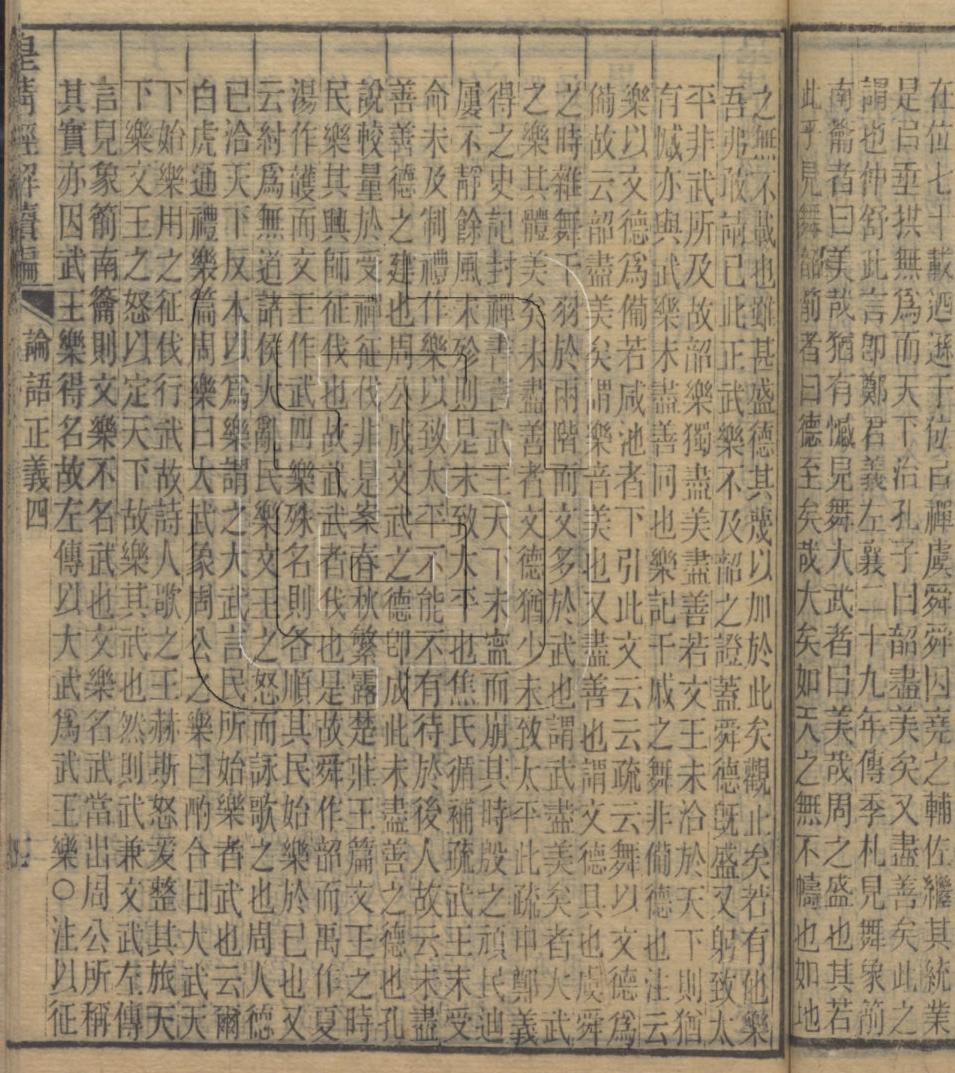 在位七十載迺遜于位以禪虞舜舜因堯之輔佐繼其統業
是以垂拱無爲而天下治孔子曰韶盡美矣又盡善矣此之
謂也仲舒此言卽鄭君義左襄二十九年傳季札見舞象箾
南籥者曰美哉猶有憾見舞大武者曰美哉周之盛也其若
此乎見舞韶箾者曰德至矣哉大矣如天之無不幬也如地
之無不載也雖甚盛德其蔑以加於此矣觀止矣若有他樂
吾弗敢請已此正武樂不及韶之證蓋舜德旣盛又躬致太
平非武所及故韶樂獨盡美盡善若文王未洽於天下則猶
有憾亦與武樂未盡善同也樂記干戚之舞非備德也注云
樂以文德爲備若咸池者下引此文云云疏云舞以文德爲
備故云韶盡美矣謂樂音美也又盡善也謂文德具也虞舜
之時雜舞干羽於兩階而文多於武也謂武盡美矣者大武
之樂其體美矣未盡善者文德猶少未致太平此疏申鄭義
得之史記封禪書言武王天下未寧而崩其時殷之頑民迪
屢不靜餘風未殄則是未致太平也焦氏循補疏武王末受
命未及制禮作樂以致太平不能不有待於後人故云未盡
善善德之建也周公成文武之德卽成此未盡善之德也孔
說較量於受禪征伐非是案春秋繁露楚莊王篇文王之時
民樂其興師征伐也故武武者伐也是故舜作韶而禹作夏
湯作頀而文王作武四樂殊名則各順其民始樂於已也又
云紂爲無道諸侯大亂民樂文王之怒而詠歌之也周人德
已洽天下反本以爲樂謂之大武言民所始樂者武也云爾
白虎通禮樂篇周樂曰大武象周公之樂曰酌合曰大武天
下始樂用之征伐行武故詩人歌之王赫斯怒爰整其旅天
下樂文王之怒以定天下故樂其武也然則武兼文武左傳
言見象箾南籥則文樂不名武也文樂名武當出周公所稱
其實亦因武王樂得名故左傳以大武爲武王樂○注以征
皇清經解續編
論語正義四